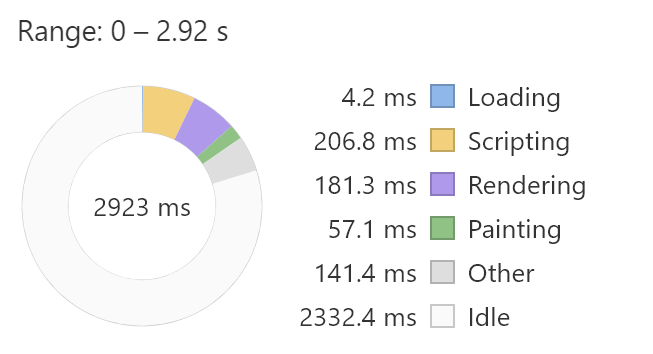 Range: 0 – 2.92 s
2923 ms
4.2 ms Loading
206.8 ms Scripting
181.3 ms Rendering
57.1 ms Painting
141.4 ms Other
2332.4 ms Idle